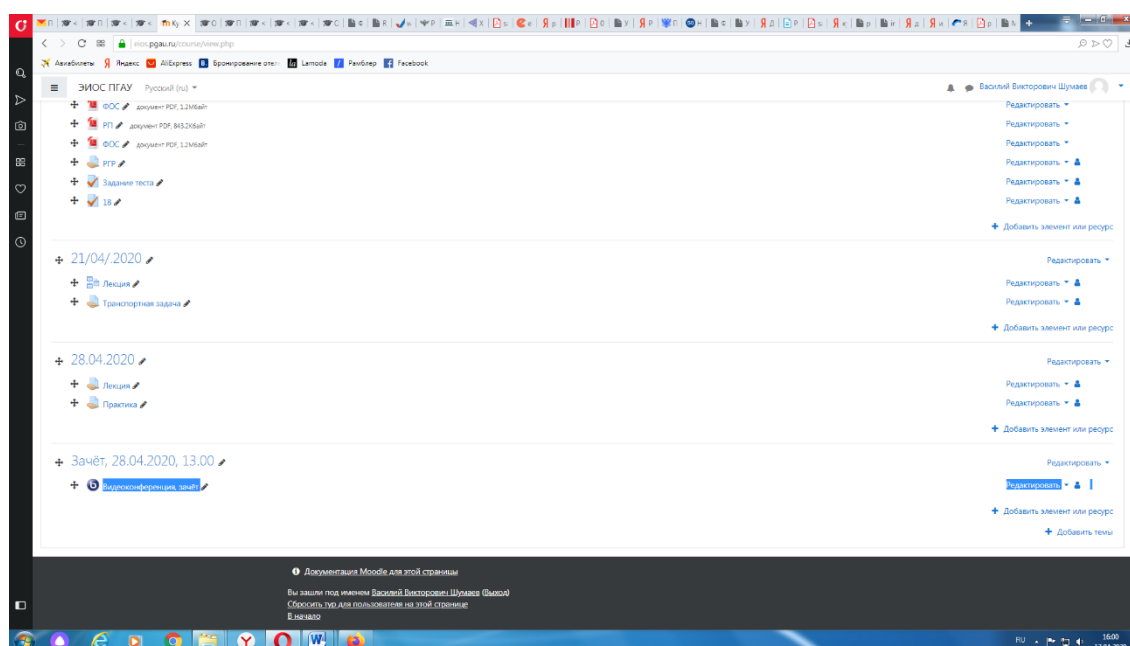 eios.pgau.ru/course/view.php
Авиабилеты Яндекс AliExpress Бронирование отел Lamoda Рамблер Facebook
ЭИОС ПГАУ Русский (ru) Василий Викторович Шумаев
ФОС документ PDF, 1.2Мбайт Редактировать
РП документ PDF, 843.2Кбайт Редактировать
ФОС документ PDF, 1.2Мбайт Редактировать
РГР Редактировать
Задание теста Редактировать
18 Редактировать
Добавить элемент или ресурс
21/04/.2020 Редактировать
Лекция Редактировать
Транспортная задача Редактировать
Добавить элемент или ресурс
28.04.2020 Редактировать
Лекция Редактировать
Практика Редактировать
Добавить элемент или ресурс
Зачёт, 28.04.2020, 13.00 Редактировать
Видеоконференция, зачёт Редактировать
Добавить элемент или ресурс
Добавить темы
Документация Moodle для этой страницы
Вы зашли под именем Василий Викторович Шумаев (Выход)
Сбросить тур для пользователя на этой странице
В начало
RU 16:00